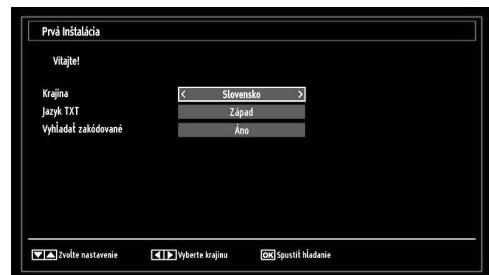 Prvá Inštalácia
Vitajte!
Krajina < Slovensko >
Jazyk TXT Západ
Vyhľadať zakódované Áno
Zvoľte nastavenie Vyberte krajinu OK Spustiť hľadanie